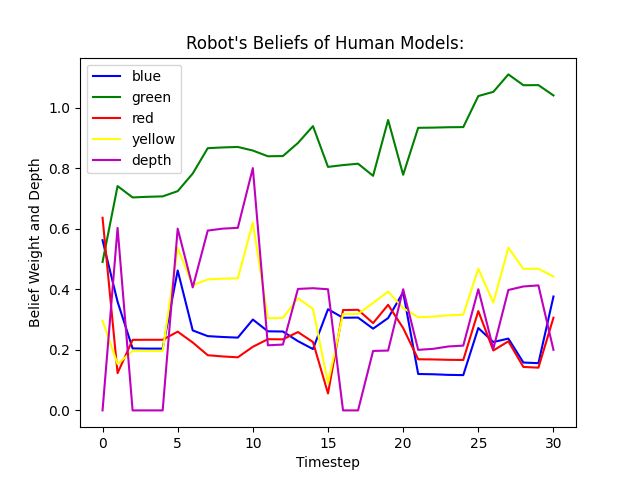 Robot's Beliefs of Human Models:
blue
green
red
yellow
depth
Belief Weight and Depth
1.0
0.8
0.6
0.4
0.2
0.0
0 5 10 15 20 25 30
Timestep